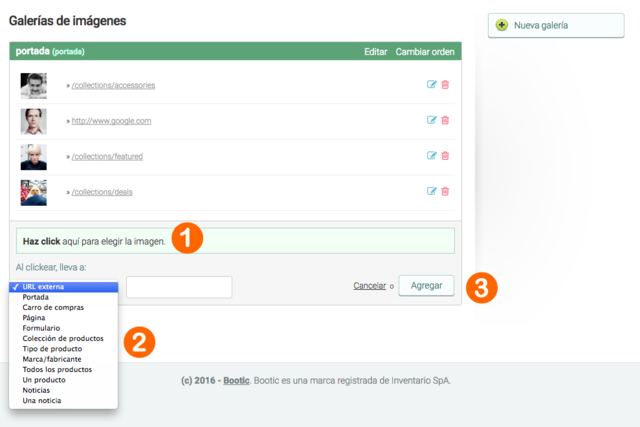 Galerías de imágenes
Nueva galería
portada (portada) Editar Cambiar orden
» /collections/accessories
» http://www.google.com
» /collections/featured
» /collections/deals
Haz click aquí para elegir la imagen.
1
Al clickear, lleva a:
✓ URL externa
Cancelar o Agregar
3
Portada
Carro de compras
Página
Formulario
Colección de productos
Tipo de producto
2
Marca/fabricante
Todos los productos
Un producto
Noticias
Una noticia
(c) 2016 - Bootic. Bootic es una marca registrada de Inventario SpA.